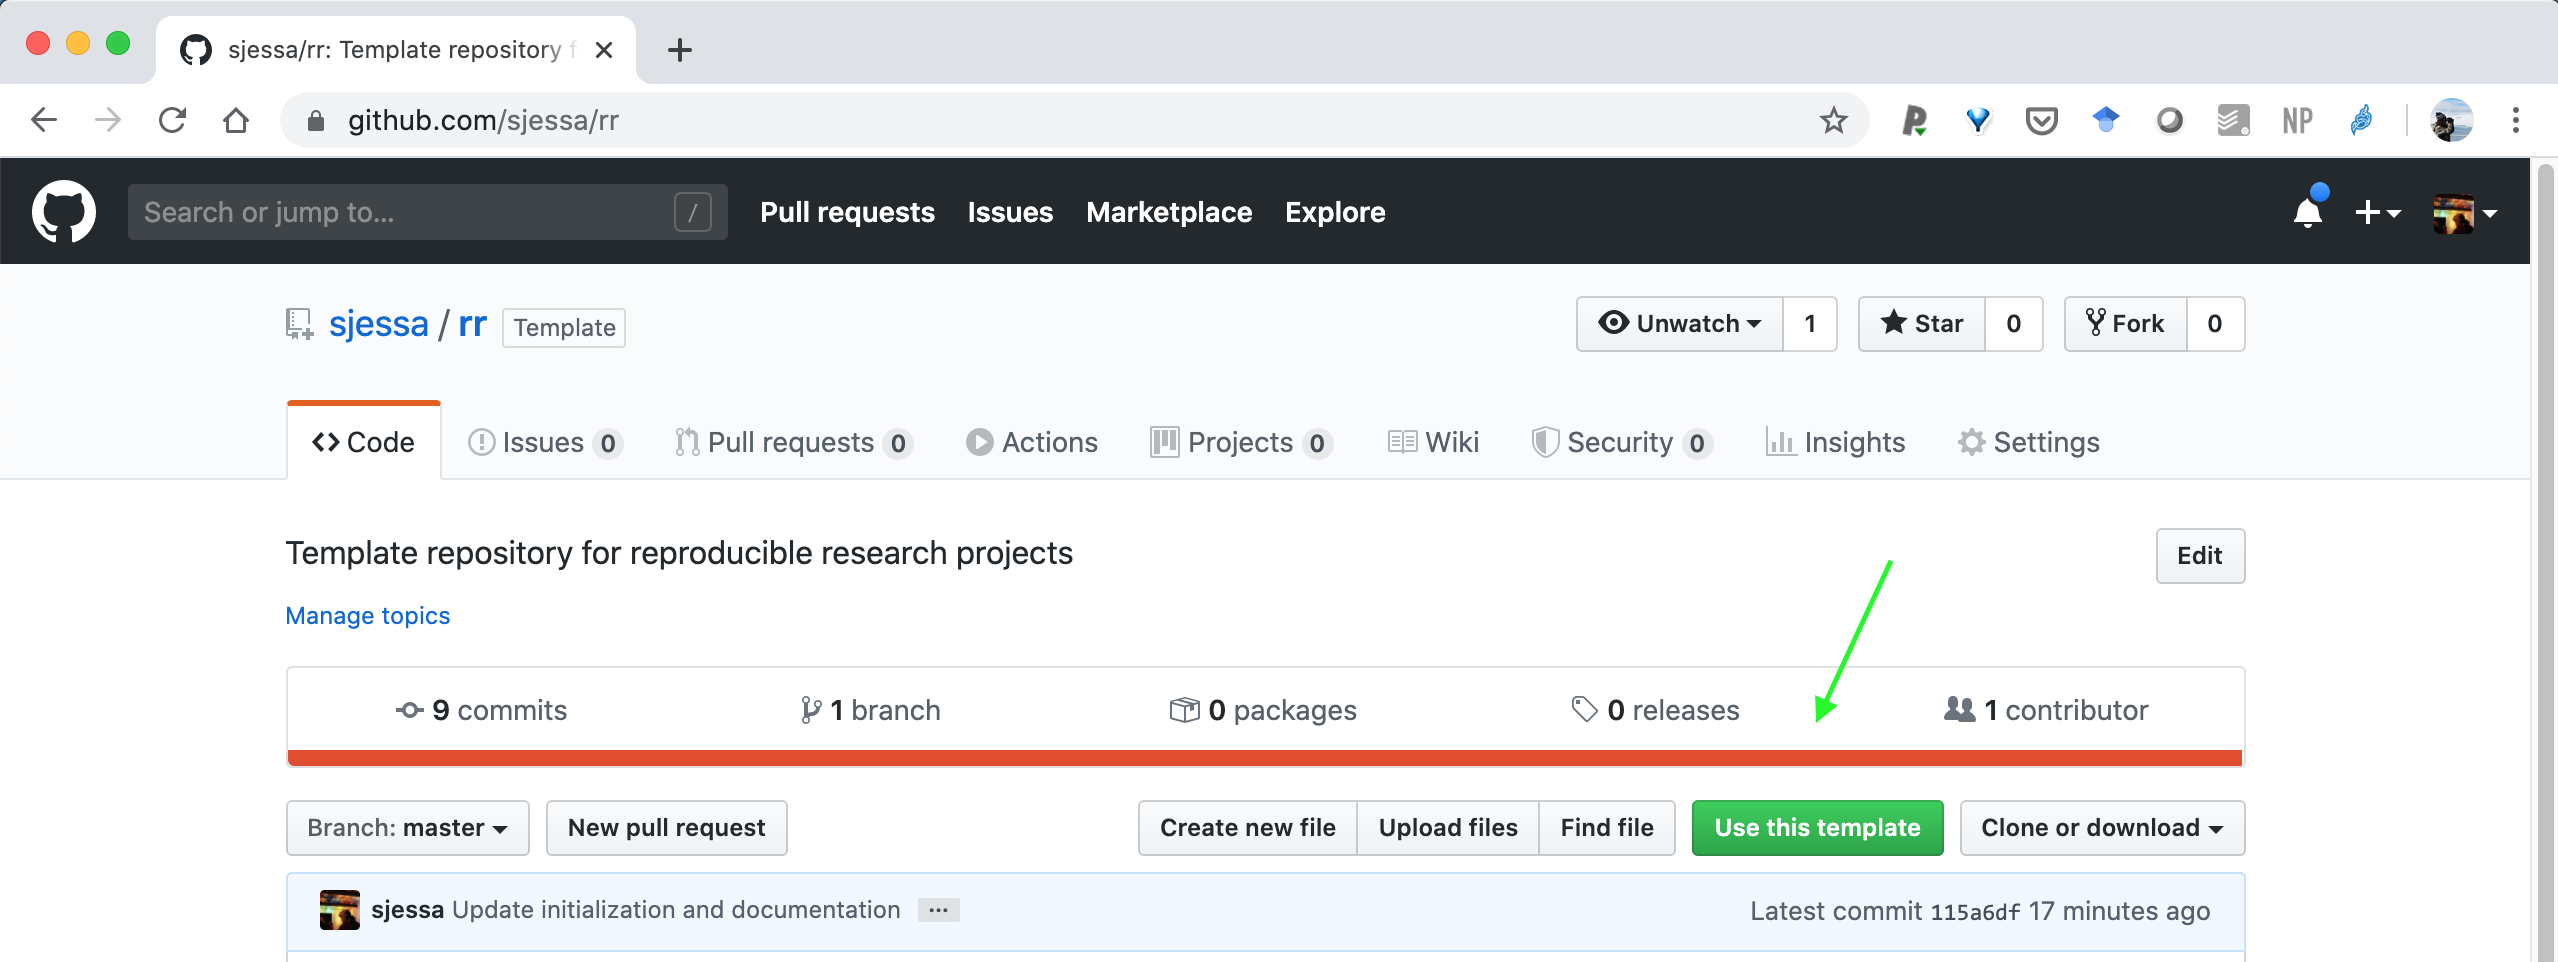 sjessa/rr: Template repository f
github.com/sjessa/rr
NP
Search or jump to... /
Pull requests Issues Marketplace Explore
sjessa / rr Template
Unwatch 1 Star 0 Fork 0
Code Issues 0 Pull requests 0 Actions Projects 0 Wiki Security 0 Insights Settings
Template repository for reproducible research projects
Edit
Manage topics
9 commits 1 branch 0 packages 0 releases 1 contributor
Branch: master New pull request Create new file Upload files Find file Use this template Clone or download
sjessa Update initialization and documentation ... Latest commit 115a6df 17 minutes ago